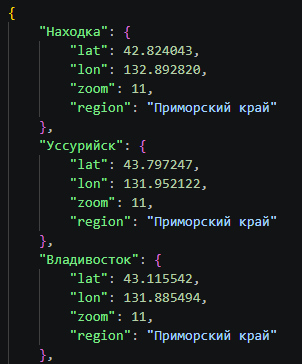 {
"Находка": {
"lat": 42.824043,
"lon": 132.892820,
"zoom": 11,
"region": "Приморский край"
},
"Уссурийск": {
"lat": 43.797247,
"lon": 131.952122,
"zoom": 11,
"region": "Приморский край"
},
"Владивосток": {
"lat": 43.115542,
"lon": 131.885494,
"zoom": 11,
"region": "Приморский край"
},